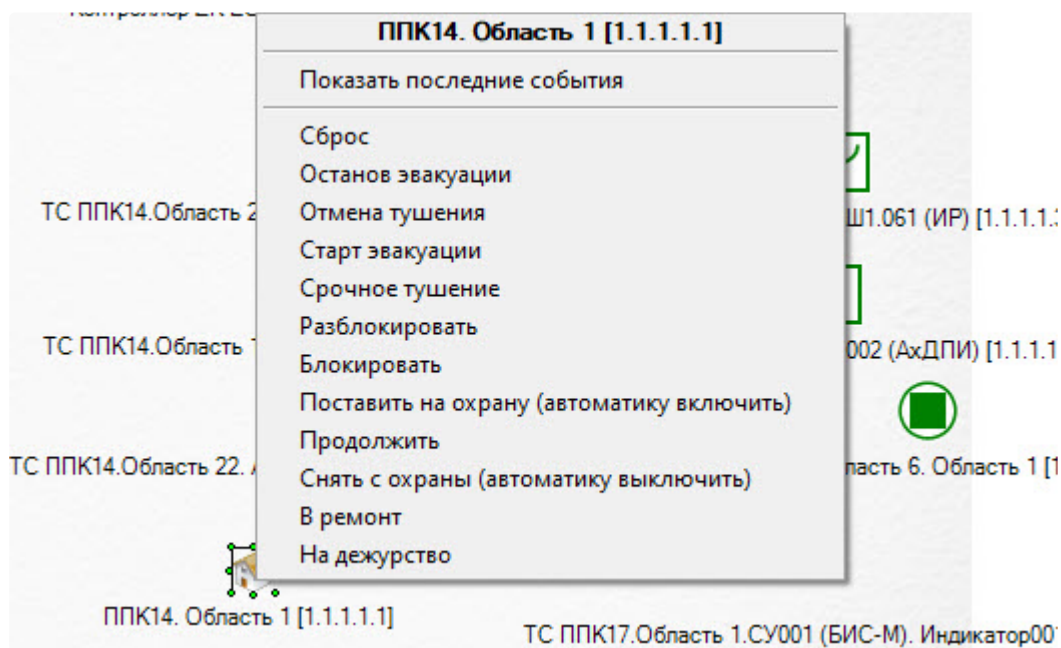 ППК14. Область 1 [1.1.1.1.1]
Показать последние события
Сброс
Останов эвакуации
ТС ППК14.Область 2
Отмена тушения
Ш1.061 (ИР) [1.1.1.1.
Старт эвакуации
Срочное тушение
Разблокировать
ТС ППК14.Область
002 (АхДПИ) [1.1.1.1
Блокировать
Поставить на охрану (автоматику включить)
Продолжить
ТС ППК14.Область 22.
ласть 6. Область 1 [1
Снять с охраны (автоматику выключить)
В ремонт
На дежурство
ППК14. Область 1 [1.1.1.1.1]
ТС ППК17.Область 1.СУ001 (БИС-М). Индикатор001